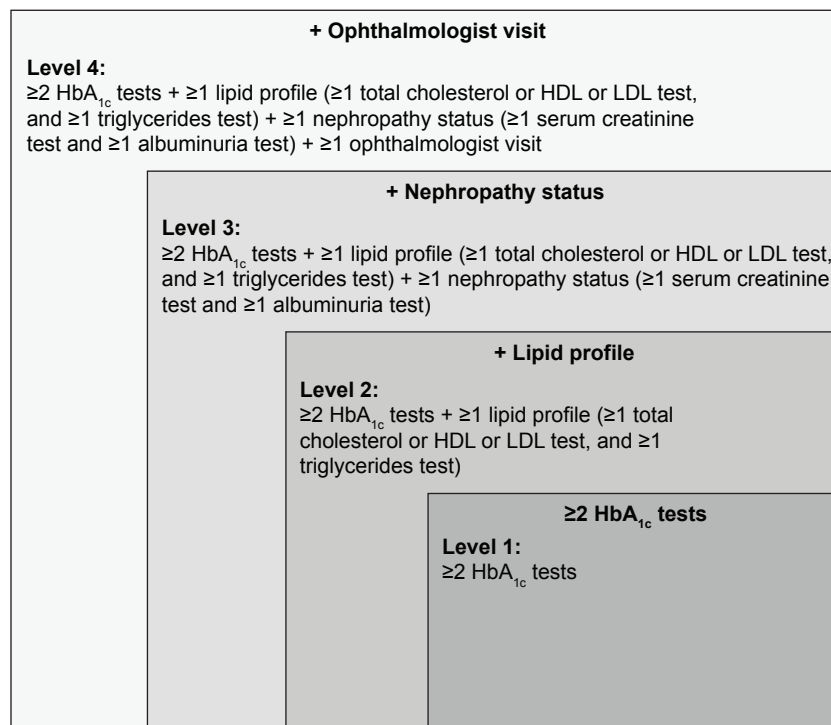 + Ophthalmologist visit
Level 4:
≥2 HbA1c tests + ≥1 lipid profile (≥1 total cholesterol or HDL or LDL test,
and ≥1 triglycerides test) + ≥1 nephropathy status (≥1 serum creatinine
test and ≥1 albuminuria test) + ≥1 ophthalmologist visit
+ Nephropathy status
Level 3:
≥2 HbA1c tests + ≥1 lipid profile (≥1 total cholesterol or HDL or LDL test,
and ≥1 triglycerides test) + ≥1 nephropathy status (≥1 serum creatinine
test and ≥1 albuminuria test)
+ Lipid profile
Level 2:
≥2 HbA1c tests + ≥1 lipid profile (≥1 total
cholesterol or HDL or LDL test, and ≥1
triglycerides test)
≥2 HbA1c tests
Level 1:
≥2 HbA1c tests